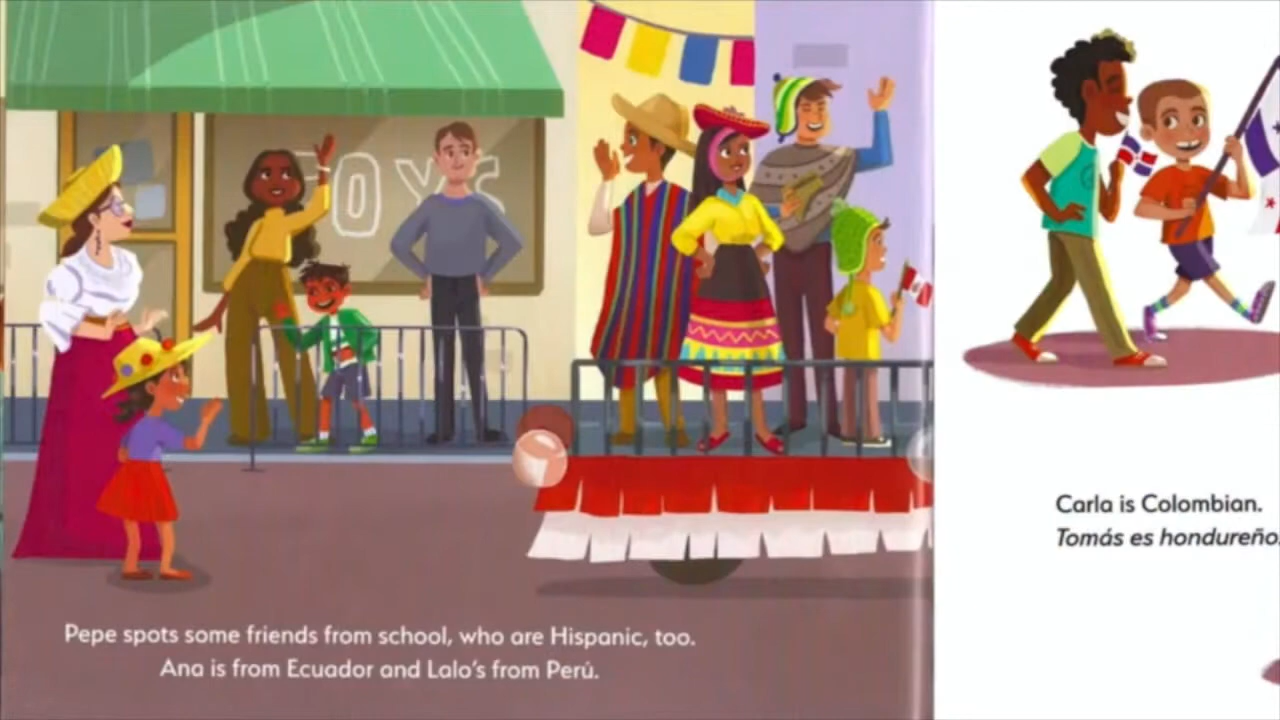 TOYS
Pepe spots some friends from school, who are Hispanic, too.
Ana is from Ecuador and Lalo's from Perú.
Carla is Colombian.
Tomás es hondureño.